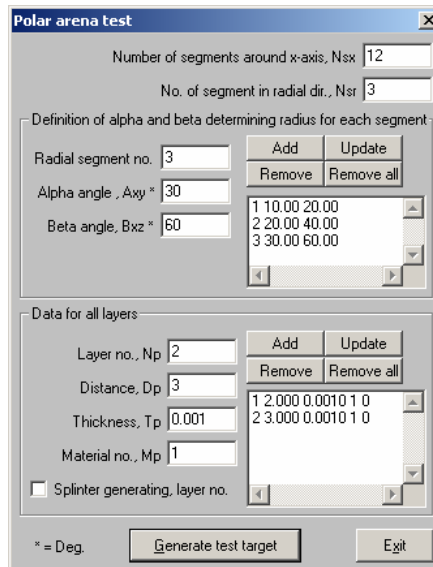 Polar arena test
Number of segments around x-axis, Nsx 12
No. of segment in radial dir., Nsr 3
Definition of alpha and beta determining radius for each segment
Radial segment no. 3
Alpha angle , Axy * 30
Beta angle, Bxz * 60
Add Update
Remove Remove all
1 10.00 20.00
2 20.00 40.00
3 30.00 60.00
Data for all layers
Layer no., Np 2
Distance, Dp 3
Thickness, Tp 0.001
Material no., Mp 1
Splinter generating, layer no.
Add Update
Remove Remove all
1 2.000 0.0010 1 0
2 3.000 0.0010 1 0
* = Deg.
Generate test target
Exit